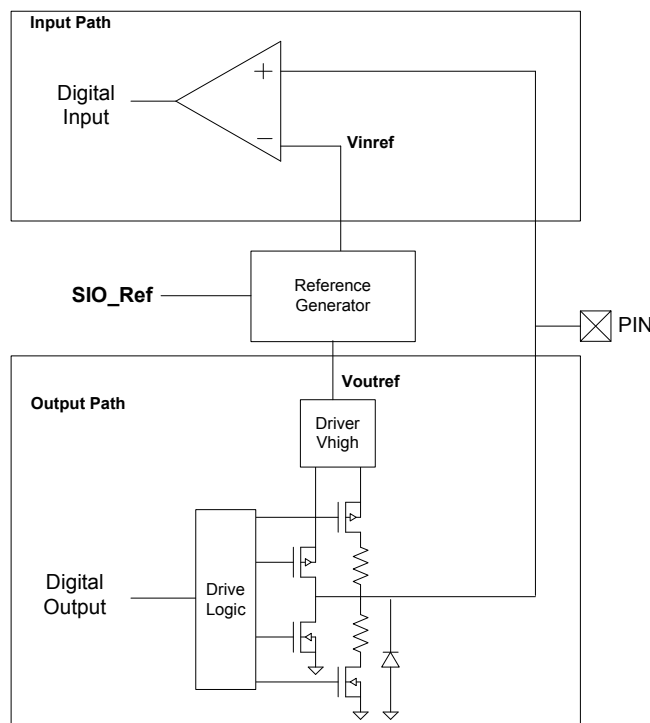 Input Path
+
Digital
Input
−
Vinref
Reference
Generator
SIO_Ref
PIN
Voutref
Output Path
Driver
Vhigh
Digital
Output
Drive
Logic